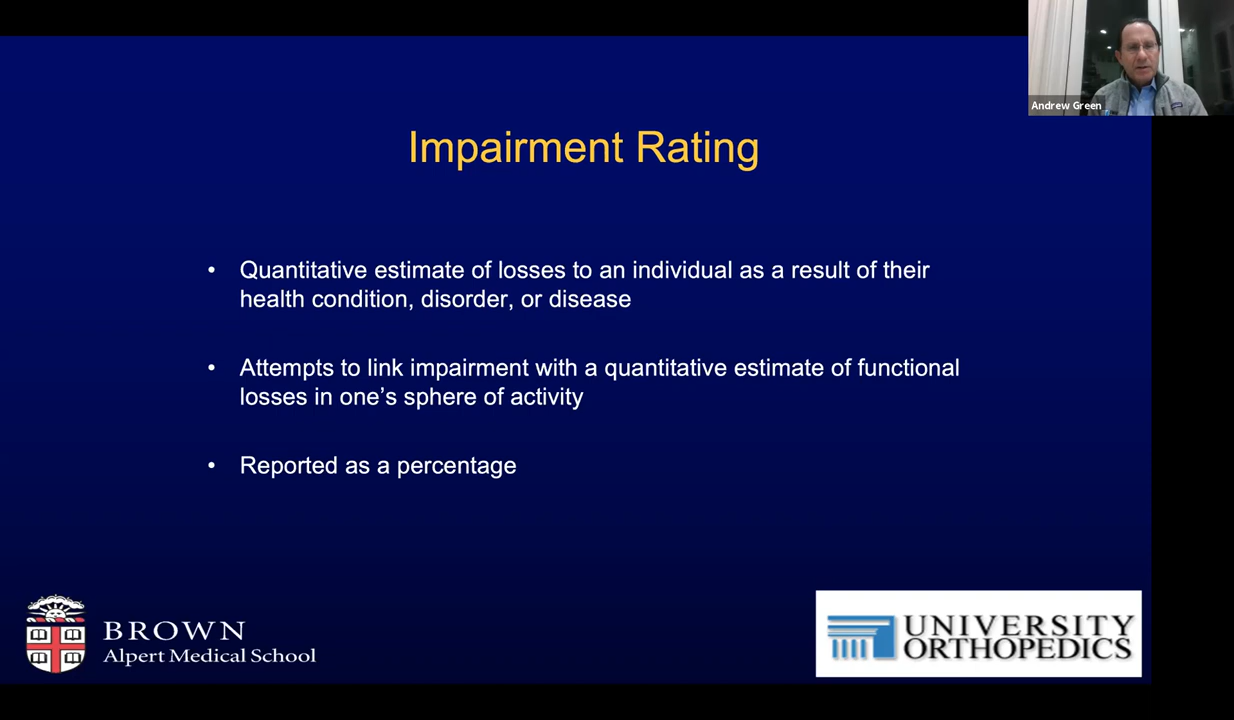 Andrew Green
Impairment Rating
• Quantitative estimate of losses to an individual as a result of their
health condition, disorder, or disease
• Attempts to link impairment with a quantitative estimate of functional
losses in one’s sphere of activity
• Reported as a percentage
BROWN
Alpert Medical School
UNIVERSITY
ORTHOPEDICS